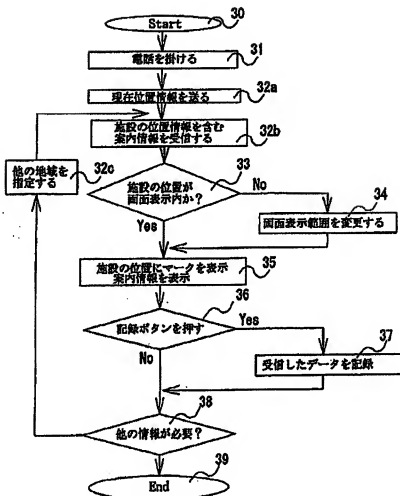 Start
30
電話を掛ける
31
現在位置情報を送る
32a
施設の位置情報を含む
案内情報を受信する
32b
他の地域を
指定する
32c
施設の位置が
画面表示内か?
33
No
Yes
画面表示範囲を変更する
34
施設の位置にマークを表示
案内情報を表示
35
記録ボタンを押す
36
Yes
No
受信したデータを記録
37
他の情報が必要?
38
End
39